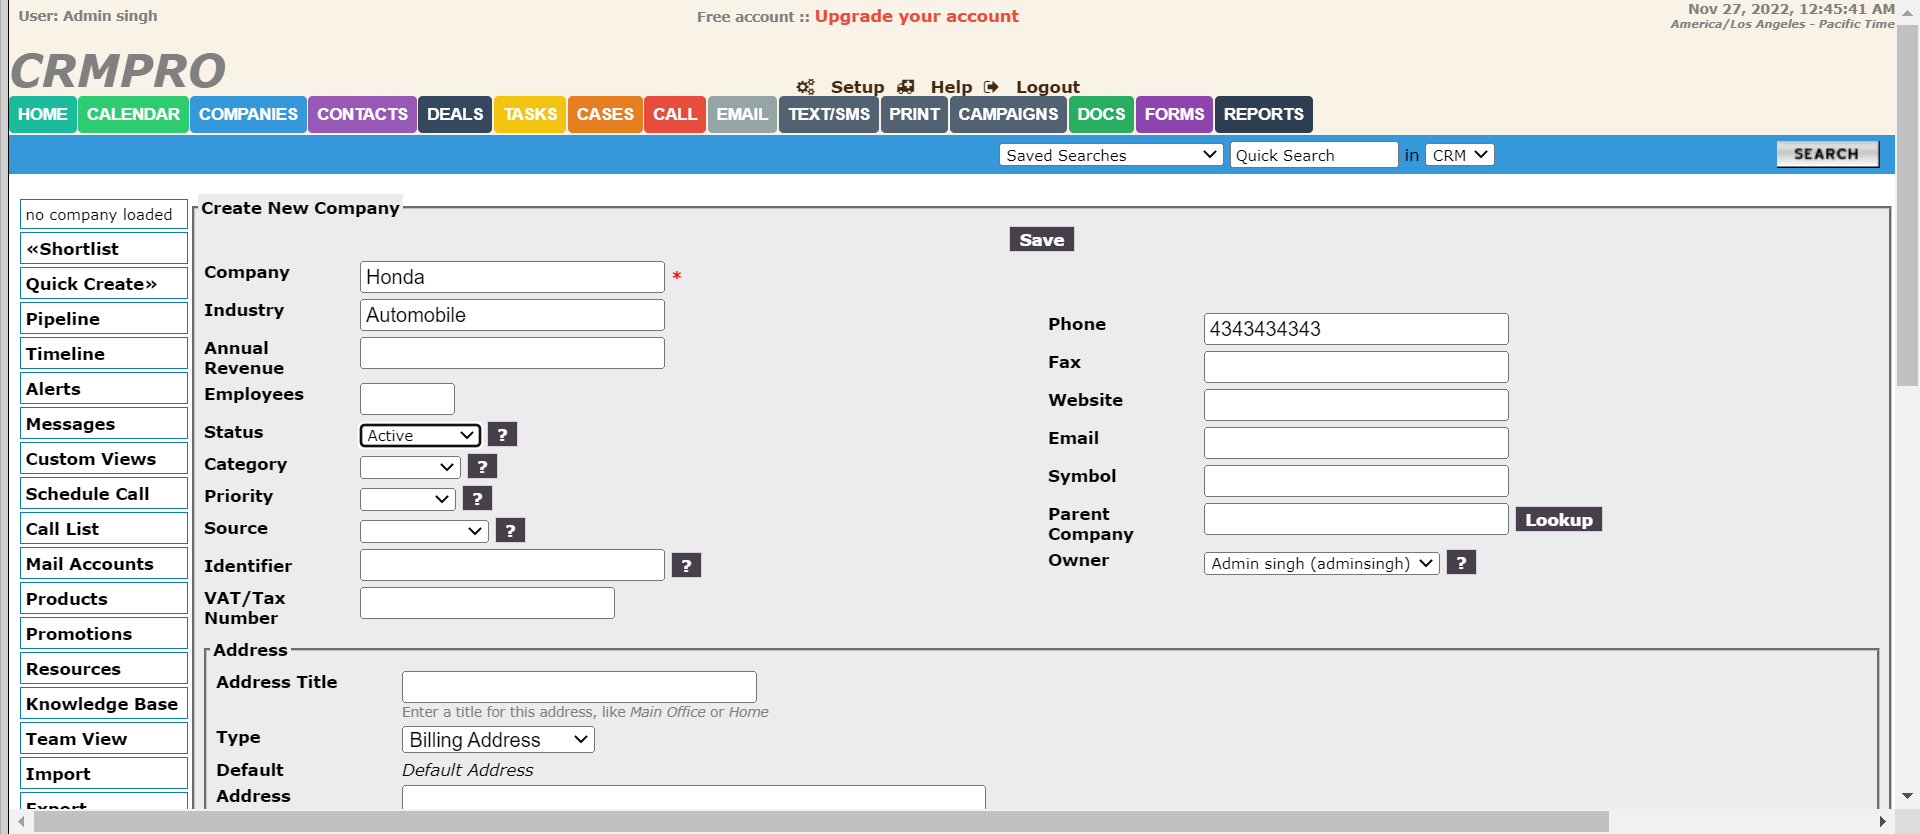 User: Admin singh
Free account :: Upgrade your account
Nov 27, 2022, 12:45:41 AM
America/Los Angeles - Pacific Time
CRMPRO
Setup Help Logout
HOME CALENDAR COMPANIES CONTACTS DEALS TASKS CASES CALL EMAIL TEXT/SMS PRINT CAMPAIGNS DOCS FORMS REPORTS
Saved Searches Quick Search in CRM SEARCH
no company loaded
«Shortlist
Quick Create»
Pipeline
Timeline
Alerts
Messages
Custom Views
Schedule Call
Call List
Mail Accounts
Products
Promotions
Resources
Knowledge Base
Team View
Import
Export
Create New Company
Save
Company Honda *
Industry Automobile
Annual
Revenue
Employees
Status Active ?
Category ?
Priority ?
Source ?
Identifier ?
VAT/Tax
Number
Phone 4343434343
Fax
Website
Email
Symbol
Parent
Company Lookup
Owner Admin singh (adminsingh) ?
Address
Address Title
Enter a title for this address, like Main Office or Home
Type Billing Address
Default Default Address
Address